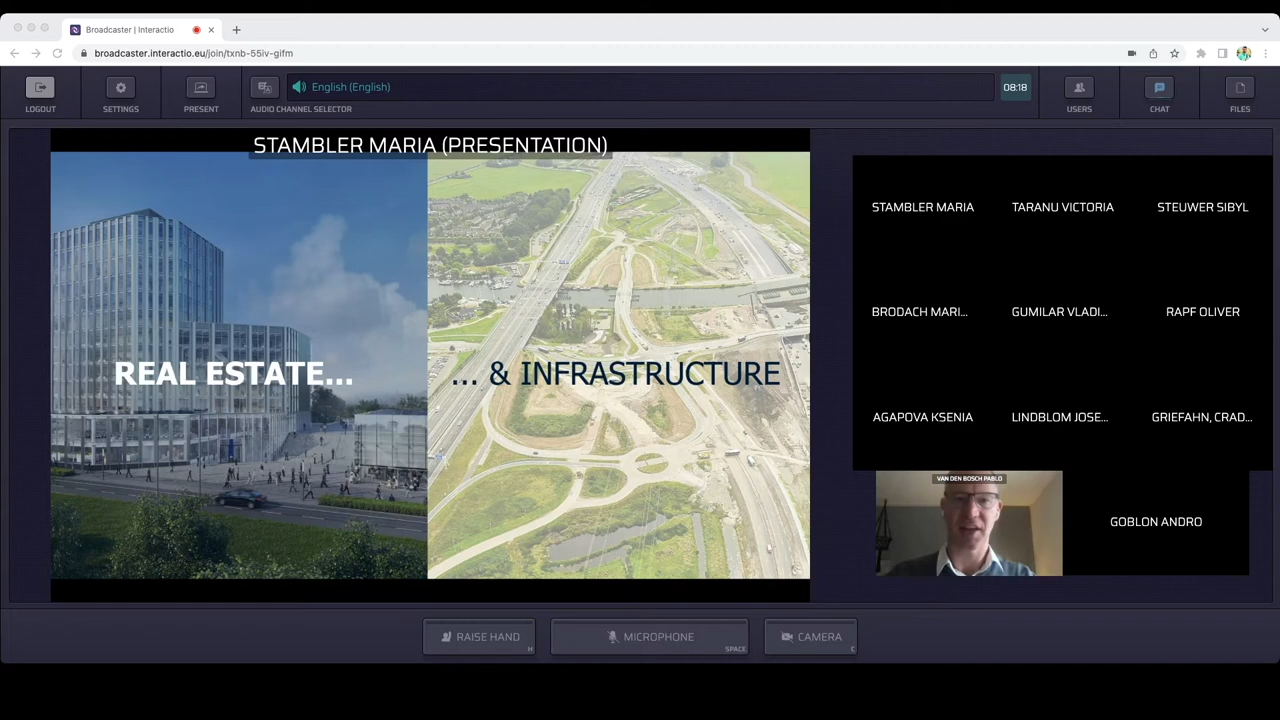 Broadcaster | Interactio
broadcaster.interactio.eu/join/txnb-55iv-gifm
English (English)
08:18
LOGOUT
SETTINGS
PRESENT
AUDIO CHANNEL SELECTOR
USERS
CHAT
FILES
STAMBLER MARIA (PRESENTATION)
REAL ESTATE...
... & INFRASTRUCTURE
STAMBLER MARIA
TARANU VICTORIA
STEUWER SIBYL
BRODACH MARI...
GUMILAR VLADI...
RAPF OLIVER
AGAPOVA KSENIA
LINDBLOM JOSE...
GRIEFAHN, CRAD...
VAN DEN BOSCH PABLO
GOBLON ANDRO
RAISE HAND
H
MICROPHONE
SPACE
CAMERA
C